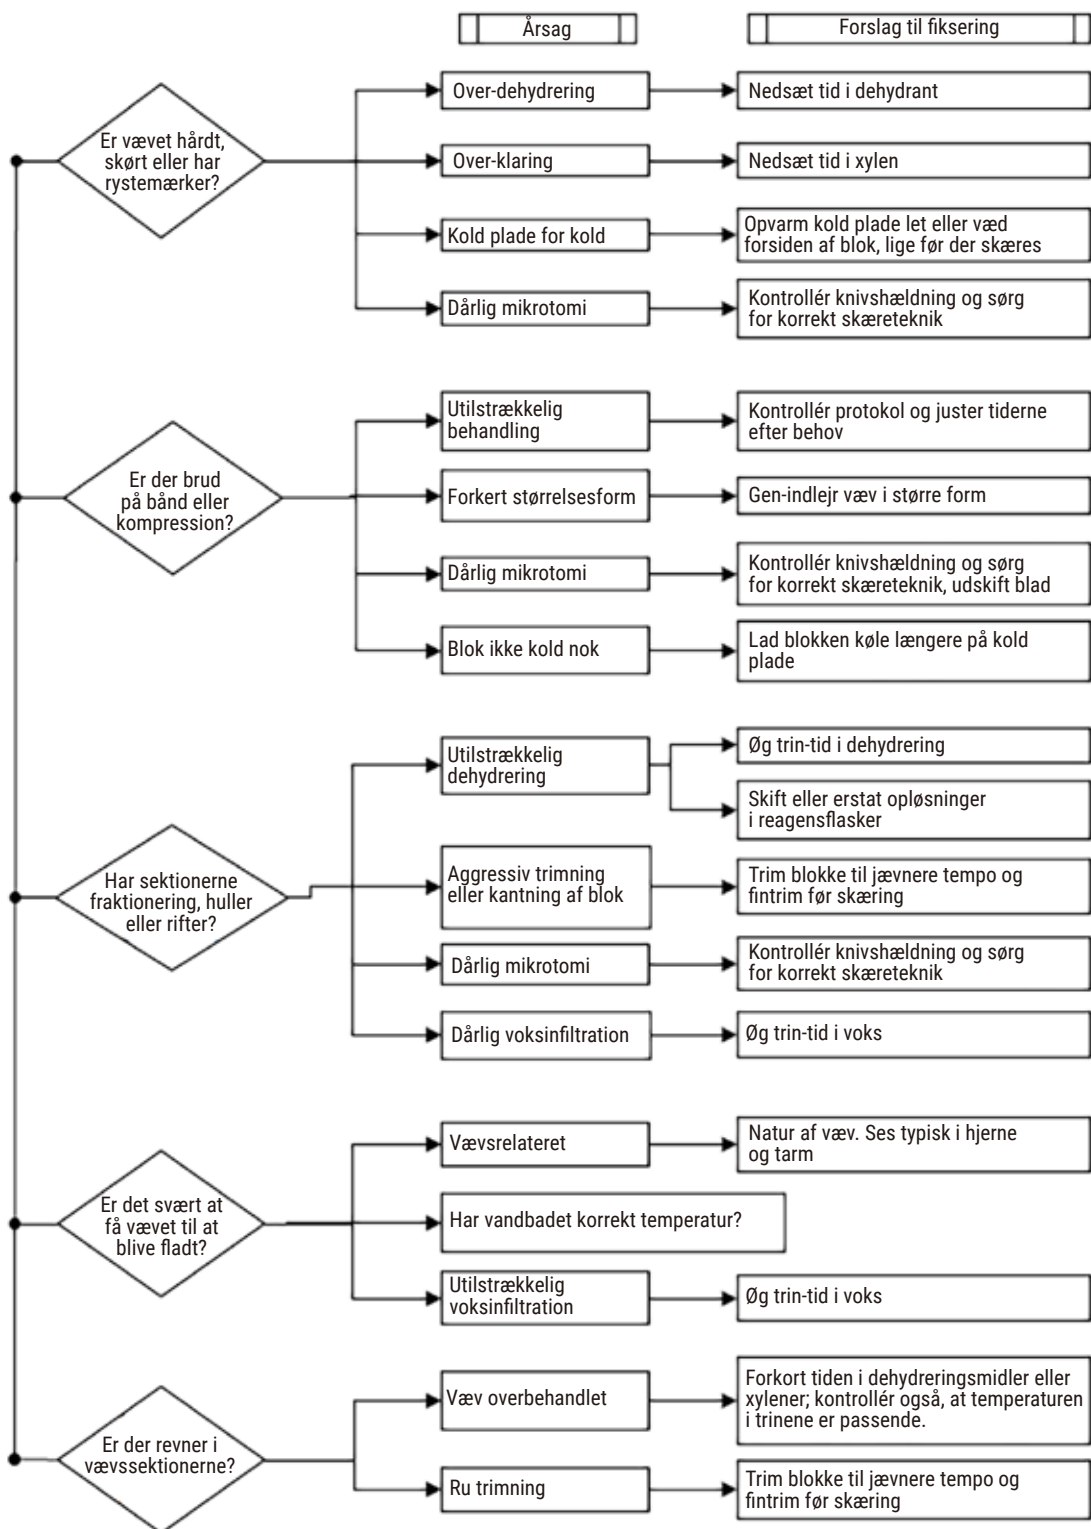 Årsag
Forslag til fiksering
Er vævet hårdt,
skørt eller har
rystemærker?
Over-dehydrering
Nedsæt tid i dehydrant
Over-klaring
Nedsæt tid i xylen
Kold plade for kold
Opvarm kold plade let eller væd
forsiden af blok, lige før der skæres
Dårlig mikrotomi
Kontrollér knivshældning og sørg
for korrekt skæreteknik
Er der brud
på bånd eller
kompression?
Utilstrækkelig
behandling
Kontrollér protokol og juster tiderne
efter behov
Forkert størrelsesform
Gen-indlejr væv i større form
Dårlig mikrotomi
Kontrollér knivshældning og sørg
for korrekt skæreteknik, udskift blad
Blok ikke kold nok
Lad blokken køle længere på kold
plade
Har sektionerne
fraktionering, huller
eller rifter?
Utilstrækkelig
dehydrering
Øg trin-tid i dehydrering
Skift eller erstat opløsninger
i reagensflasker
Aggressiv trimning
eller kantning af blok
Trim blokke til jævnere tempo og
fintrim før skæring
Dårlig mikrotomi
Kontrollér knivshældning og sørg
for korrekt skæreteknik
Dårlig voksinfiltration
Øg trin-tid i voks
Er det svært at
få vævet til at
blive fladt?
Vævsrelateret
Natur af væv. Ses typisk i hjerne
og tarm
Har vandbadet korrekt temperatur?
Utilstrækkelig
voksinfiltration
Øg trin-tid i voks
Er der revner i
vævssektionerne?
Væv overbehandlet
Forkort tiden i dehydreringsmidler eller
xylener; kontrollér også, at temperaturen
i trinene er passende.
Ru trimning
Trim blokke til jævnere tempo og
fintrim før skæring